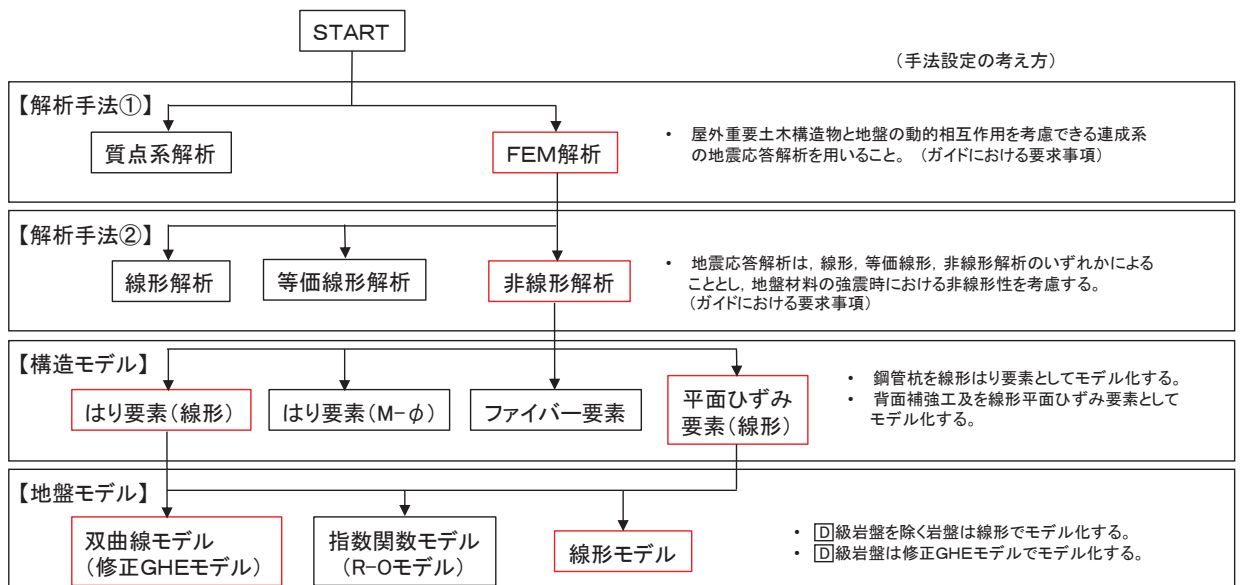 START
(手法設定の考え方)
【解析手法①】
質点系解析
FEM解析
・ 屋外重要土木構造物と地盤の動的相互作用を考慮できる連成系
の地震応答解析を用いること。 (ガイドにおける要求事項)
【解析手法②】
線形解析
等価線形解析
非線形解析
・ 地震応答解析は，線形，等価線形，非線形解析のいずれかによる
こととし，地盤材料の強震時における非線形性を考慮する。
(ガイドにおける要求事項)
【構造モデル】
はり要素(線形)
はり要素(M-φ)
ファイバー要素
平面ひずみ
要素(線形)
・ 鋼管杭を線形はり要素としてモデル化する。
・ 背面補強工及を線形平面ひずみ要素として
モデル化する。
【地盤モデル】
双曲線モデル
(修正GHEモデル)
指数関数モデル
(R-Oモデル)
線形モデル
・ D級岩盤を除く岩盤は線形でモデル化する。
・ D級岩盤は修正GHEモデルでモデル化する。